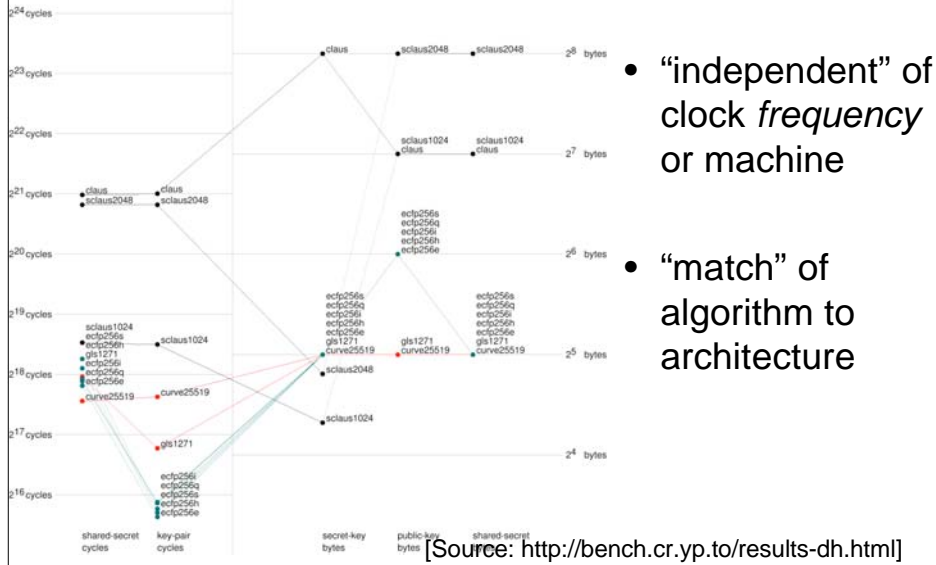 2^24 cycles
2^23 cycles
2^22 cycles
2^21 cycles
2^20 cycles
2^19 cycles
2^18 cycles
2^17 cycles
2^16 cycles
claus
sclaus2048
sclaus1024
ecfp256s
ecfp256h
gls1271
ecfp256i
ecfp256q
ecfp256e
curve25519
claus
sclaus2048
sclaus1024
curve25519
gls1271
ecfp256i
ecfp256q
ecfp256s
ecfp256h
ecfp256e
claus
ecfp256s
ecfp256q
ecfp256i
ecfp256h
ecfp256e
gls1271
curve25519
sclaus2048
sclaus1024
sclaus2048
sclaus1024
claus
ecfp256s
ecfp256q
ecfp256i
ecfp256h
ecfp256e
gls1271
curve25519
sclaus2048
sclaus1024
claus
ecfp256s
ecfp256q
ecfp256i
ecfp256h
ecfp256e
gls1271
curve25519
2^8 bytes
2^7 bytes
2^6 bytes
2^5 bytes
2^4 bytes
shared-secret
cycles
key-pair
cycles
secret-key
bytes
public-key
bytes
• “independent” of
clock frequency
or machine
• “match” of
algorithm to
architecture
[Source: http://bench.cr.yp.to/results-dh.html]